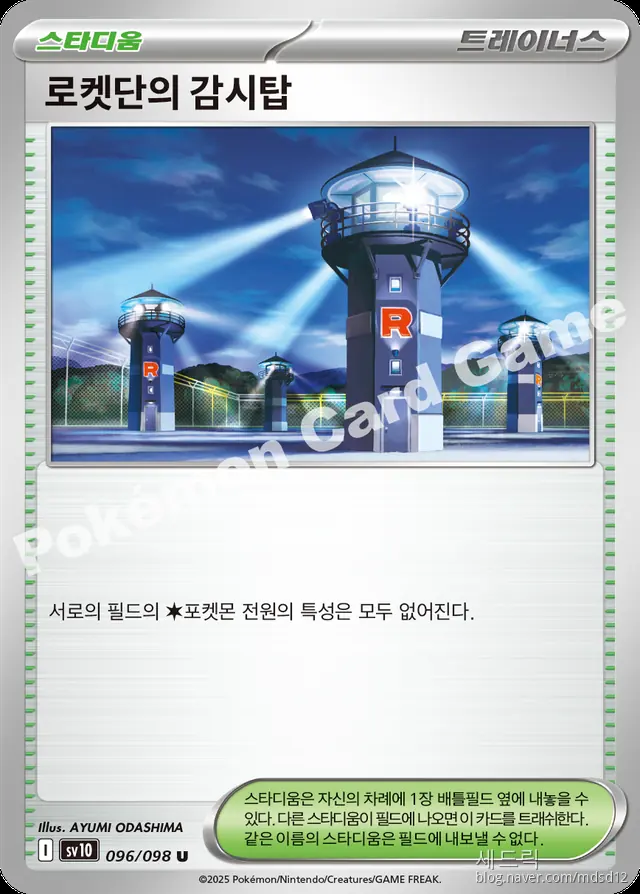 스타디움
트레이너스
로켓단의 감시탑
R
R
R
Pokémon Card Game
서로의 필드의 ✶포켓몬 전원의 특성은 모두 없어진다.
스타디움은 자신의 차례에 1장 배틀필드 옆에 내놓을 수
있다. 다른 스타디움이 필드에 나오면 이 카드를 트래쉬한다.
같은 이름의 스타디움은 필드에 내보낼 수 없다.
Illus. AYUMI ODASHIMA
I sv10 096/098 U
©2025 Pokémon/Nintendo/Creatures/GAME FREAK.
세드릭
blog.naver.com/mdsd12